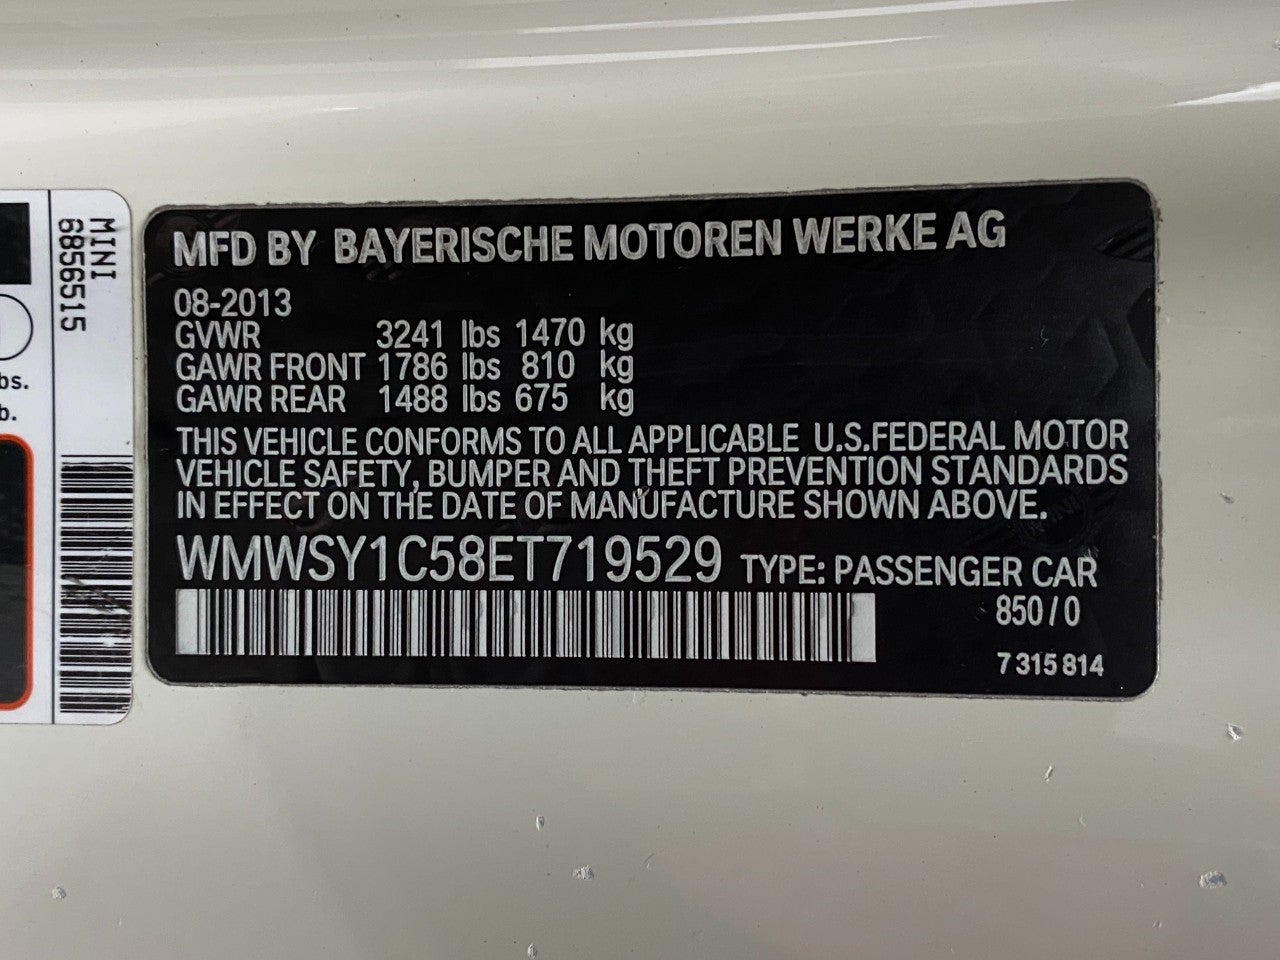 MINI
6856515
bs.
b.
MFD BY BAYERISCHE MOTOREN WERKE AG
08-2013
GVWR 3241 lbs 1470 kg
GAWR FRONT 1786 lbs 810 kg
GAWR REAR 1488 lbs 675 kg
THIS VEHICLE CONFORMS TO ALL APPLICABLE U.S.FEDERAL MOTOR
VEHICLE SAFETY, BUMPER AND THEFT PREVENTION STANDARDS
IN EFFECT ON THE DATE OF MANUFACTURE SHOWN ABOVE.
WMWSY1C58ET719529 TYPE: PASSENGER CAR
850/0
7 315 814